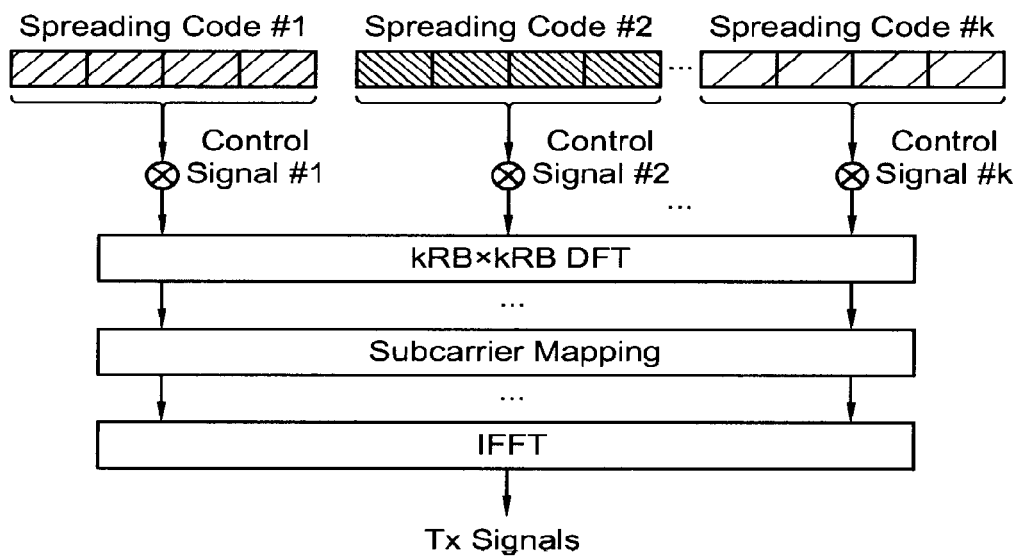 Spreading Code #1
Spreading Code #2
Spreading Code #k
...
Control
Signal #1
Control
Signal #2
Control
Signal #k
...
kRB×kRB DFT
...
Subcarrier Mapping
...
IFFT
Tx Signals